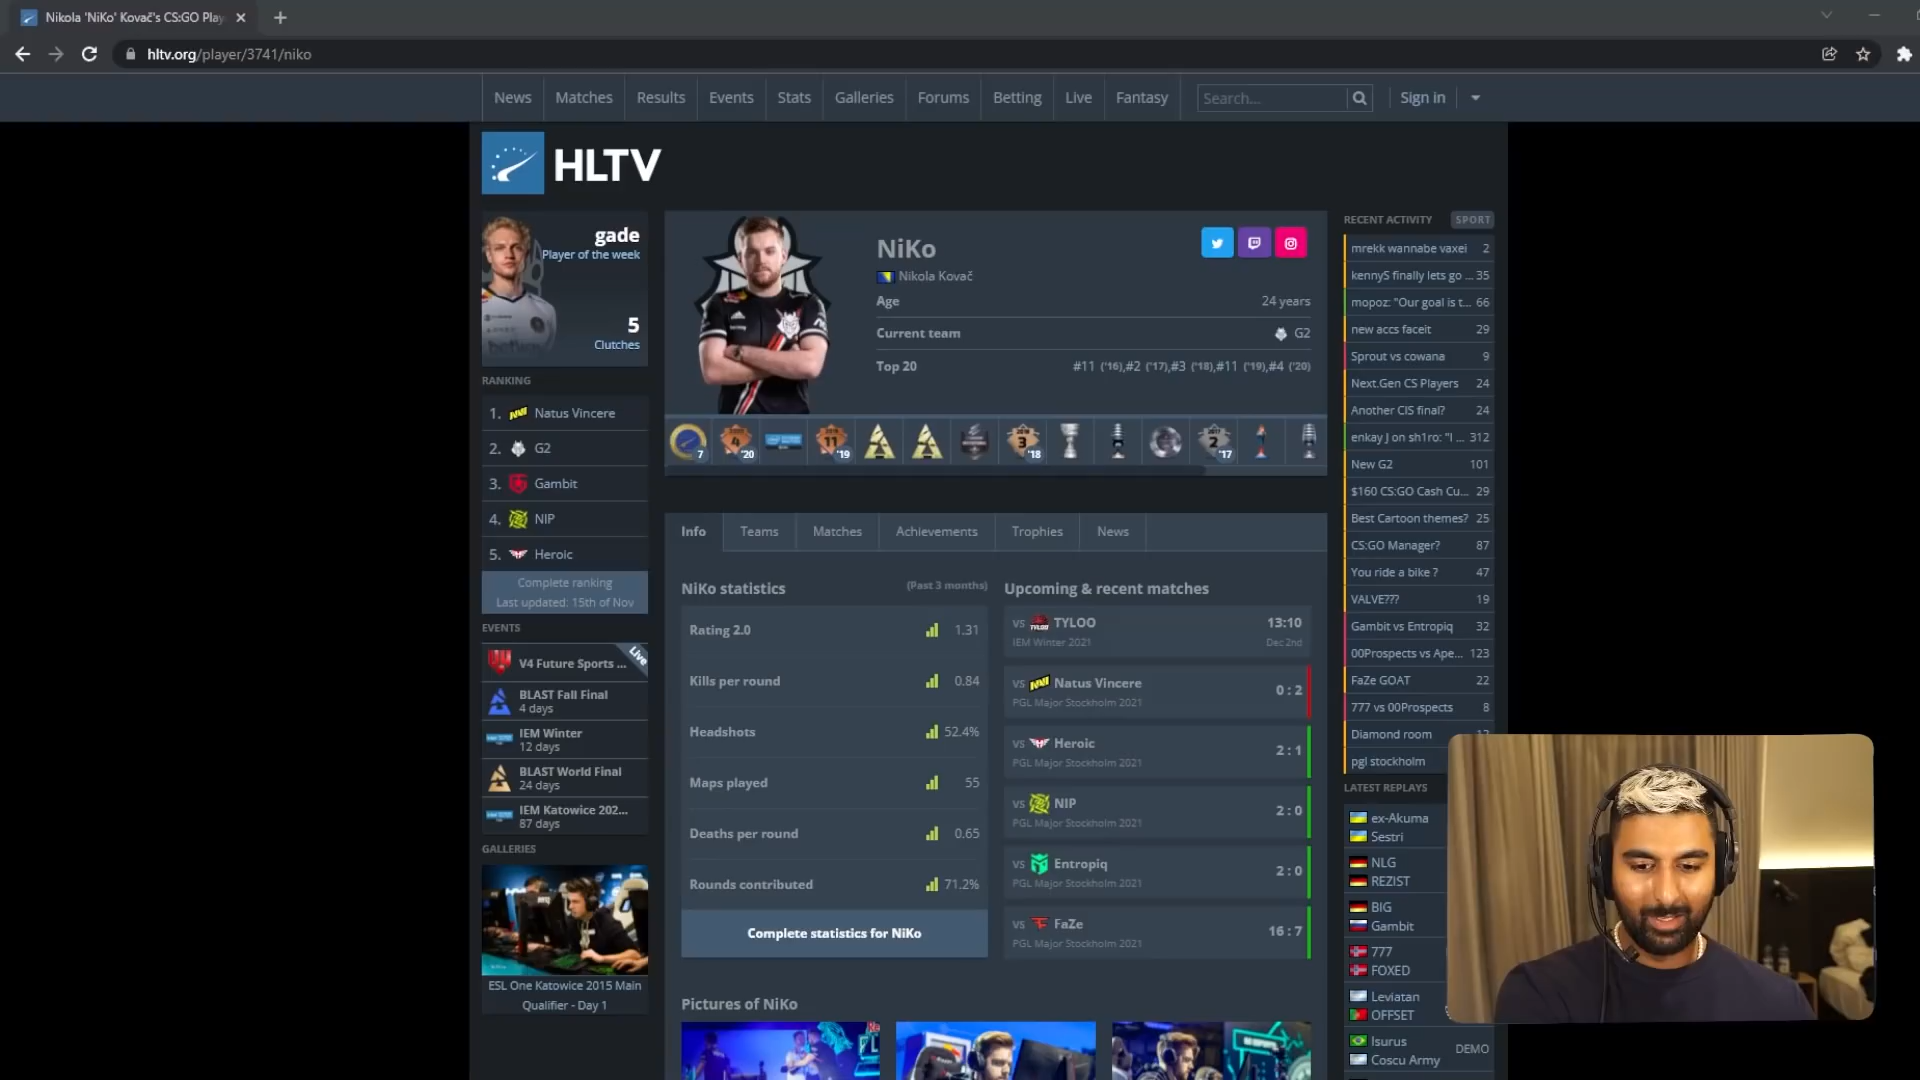 Nikola 'NiKo' Kovač's CS:GO Play
hltv.org/player/3741/niko
News Matches Results Events Stats Galleries Forums Betting Live Fantasy Search... Sign in
HLTV
gade
Player of the week
5
Clutches
RANKING
1. Natus Vincere
2. G2
3. Gambit
4. NIP
5. Heroic
Complete ranking
Last updated: 15th of Nov
EVENTS
V4 Future Sports ... Live
BLAST Fall Final
4 days
IEM Winter
12 days
BLAST World Final
24 days
IEM Katowice 202...
87 days
GALLERIES
ESL One Katowice 2015 Main
Qualifier - Day 1
NiKo
Nikola Kovač
Age 24 years
Current team G2
Top 20 #11 ('16),#2 ('17),#3 ('18),#11 ('19),#4 ('20)
7 4 '20 11 '19 3 '18 2 '17
Info Teams Matches Achievements Trophies News
NiKo statistics (Past 3 months)
Rating 2.0 1.31
Kills per round 0.84
Headshots 52.4%
Maps played 55
Deaths per round 0.65
Rounds contributed 71.2%
Complete statistics for NiKo
Upcoming & recent matches
vs TYLOO 13:10
IEM Winter 2021 Dec 2nd
vs Natus Vincere 0 : 2
PGL Major Stockholm 2021
vs Heroic 2 : 1
PGL Major Stockholm 2021
vs NIP 2 : 0
PGL Major Stockholm 2021
vs Entropiq 2 : 0
PGL Major Stockholm 2021
vs FaZe 16 : 7
PGL Major Stockholm 2021
Pictures of NiKo
RECENT ACTIVITY SPORT
mrekk wannabe vaxei 2
kennyS finally lets go ... 35
mopoz: "Our goal is t... 66
new accs faceit 29
Sprout vs cowana 9
Next.Gen CS Players 24
Another CIS final? 24
enkay J on sh1ro: "I ... 312
New G2 101
$160 CS:GO Cash Cu... 29
Best Cartoon themes? 25
CS:GO Manager? 87
You ride a bike ? 47
VALVE??? 19
Gambit vs Entropiq 32
00Prospects vs Ape... 123
FaZe GOAT 22
777 vs 00Prospects 8
Diamond room
pgl stockholm
LATEST REPLAYS
ex-Akuma
Sestri
NLG
REZIST
BIG
Gambit
777
FOXED
Leviatan
OFFSET
Isurus
Coscu Army DEMO